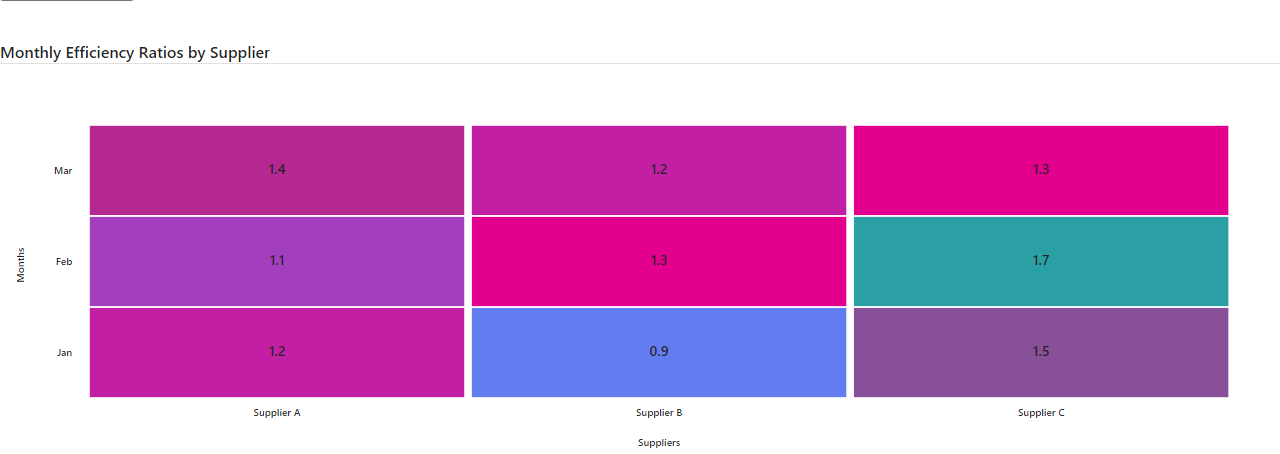 Monthly Efficiency Ratios by Supplier
Mar 1.4 1.2 1.3
Feb 1.1 1.3 1.7
Months
Jan 1.2 0.9 1.5
Supplier A Supplier B Supplier C
Suppliers